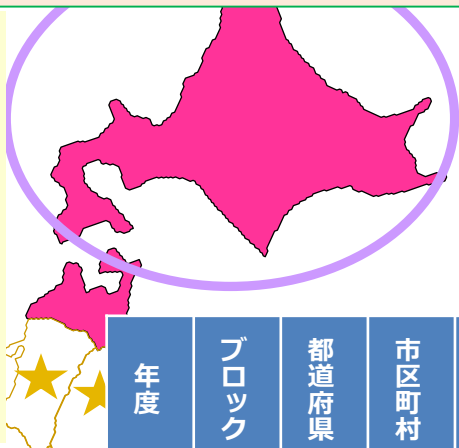 年度
ブロック
都道府県
市区町村